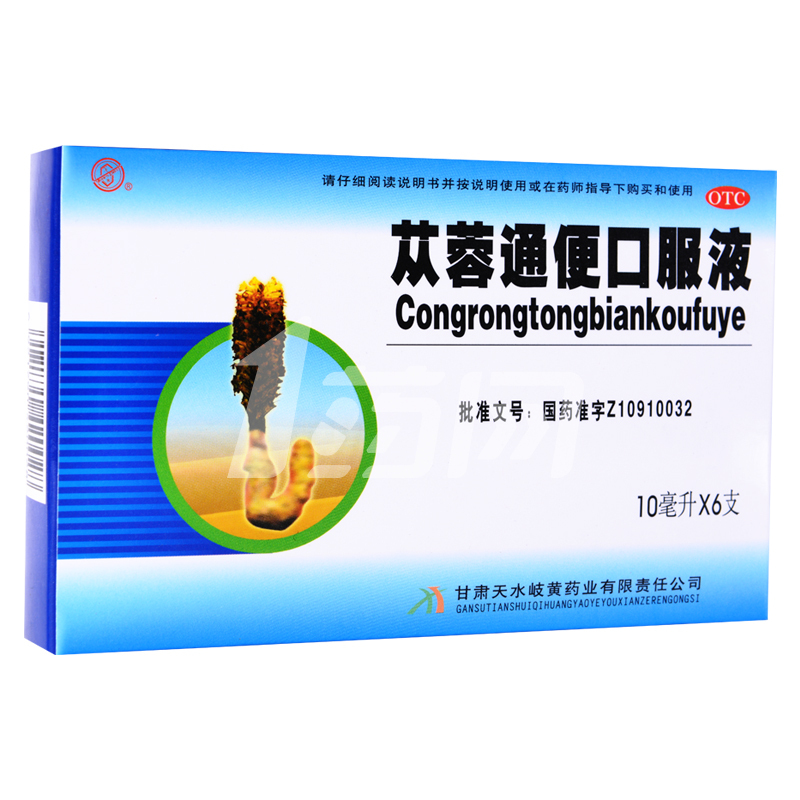 请仔细阅读说明书并按说明使用或在药师指导下购买和使用
OTC
®
苁蓉通便口服液
Congrongtongbiankoufuye
批准文号：国药准字Z10910032
1药网
10毫升X6支
甘肃天水岐黄药业有限责任公司
GANSUTIANSHUIQIHUANGYAOYEYOUXIANZERENGONGSI